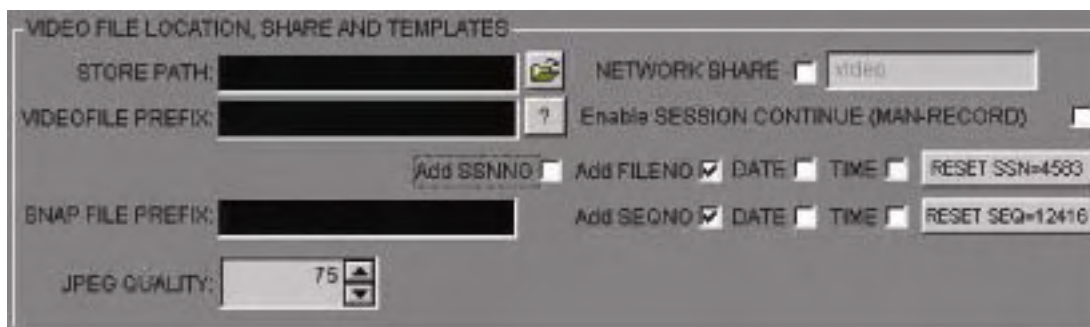 VIDEO FILE LOCATION, SHARE AND TEMPLATES
STORE PATH: NETWORK SHARE video
VIDEOFILE PREFIX: ? Enable SESSION CONTINUE (MAN-RECORD)
Add SSNNO Add FILENO DATE TIME RESET SSN=4583
SNAP FILE PREFIX: Add SEQNO DATE TIME RESET SEQ=12416
JPEG QUALITY: 75